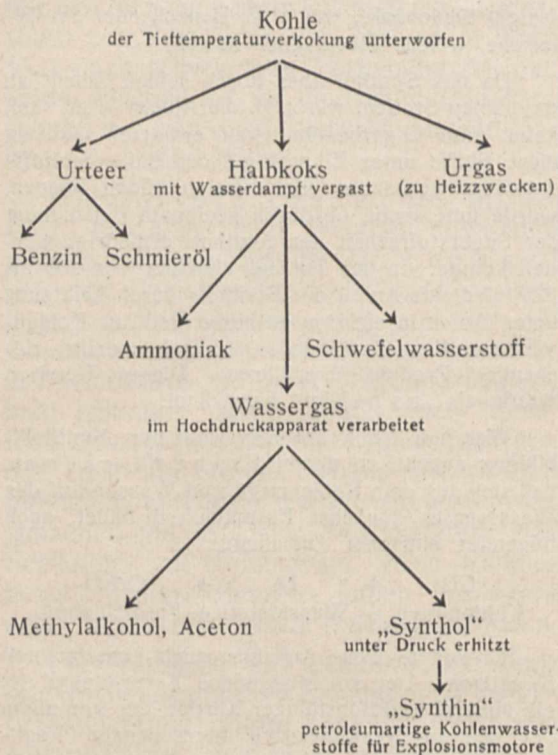 Kohle
der Tieftemperaturverkokung unterworfen
Urteer Halbkoks Urgas
mit Wasserdampf vergast (zu Heizzwecken)
Benzin Schmieröl
Ammoniak Schwefelwasserstoff
Wassergas
im Hochdruckapparat verarbeitet
Methylalkohol, Aceton „Synthol“
unter Druck erhitzt
„Synthin“
petroleumartige Kohlenwasser-
stoffe für Explosionsmotore